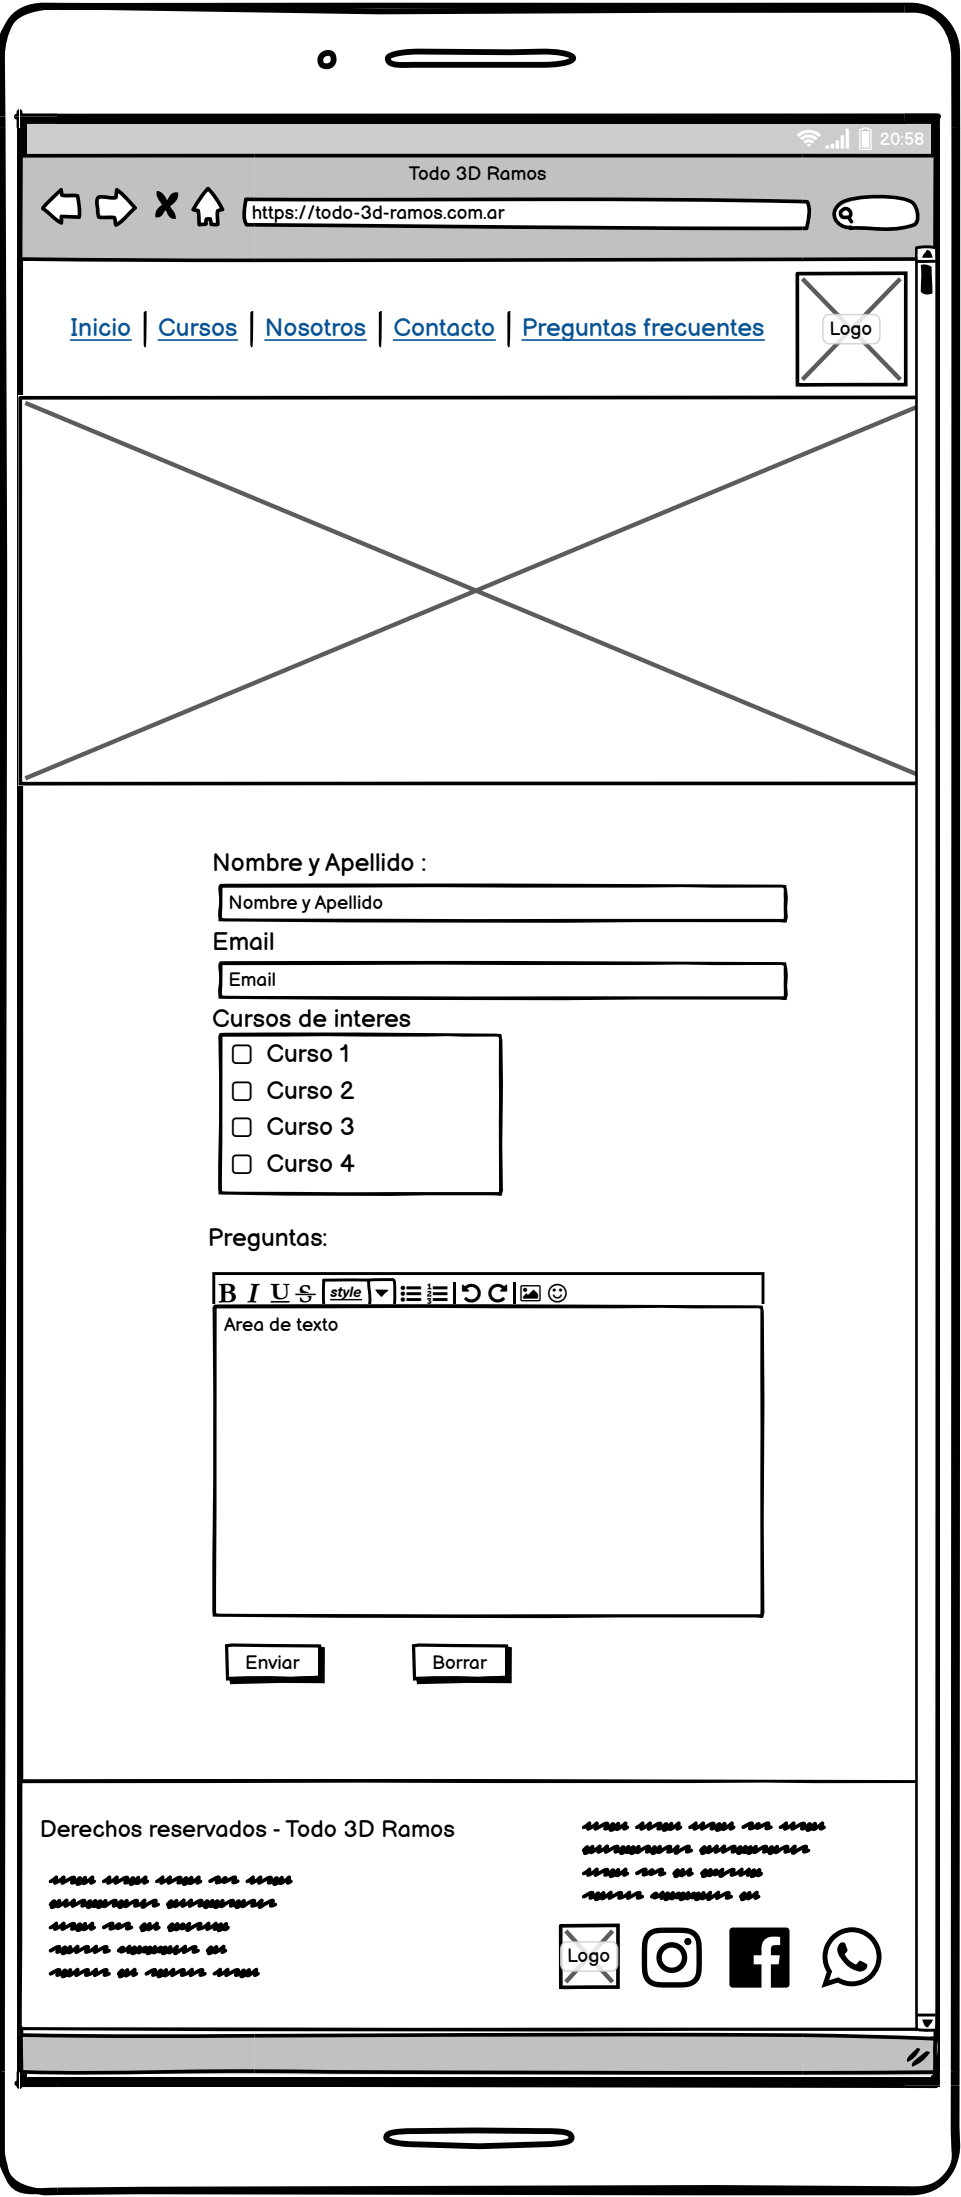 20:58
Todo 3D Ramos
https://todo-3d-ramos.com.ar
Inicio | Cursos | Nosotros | Contacto | Preguntas frecuentes
Logo
Nombre y Apellido :
Nombre y Apellido
Email
Email
Cursos de interes
Curso 1
Curso 2
Curso 3
Curso 4
Preguntas:
B I U S style
Area de texto
Enviar Borrar
Derechos reservados - Todo 3D Ramos
Logo